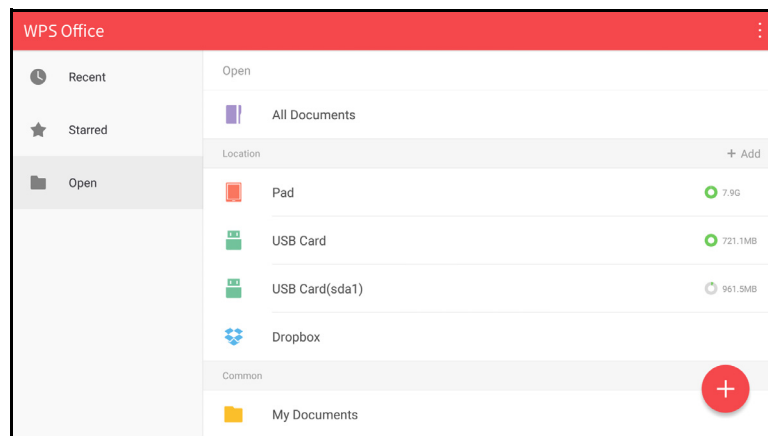 WPS Office
Recent
Starred
Open
Open
All Documents
Location
+ Add
Pad
7.9G
USB Card
721.1MB
USB Card(sda1)
961.5MB
Dropbox
Common
My Documents